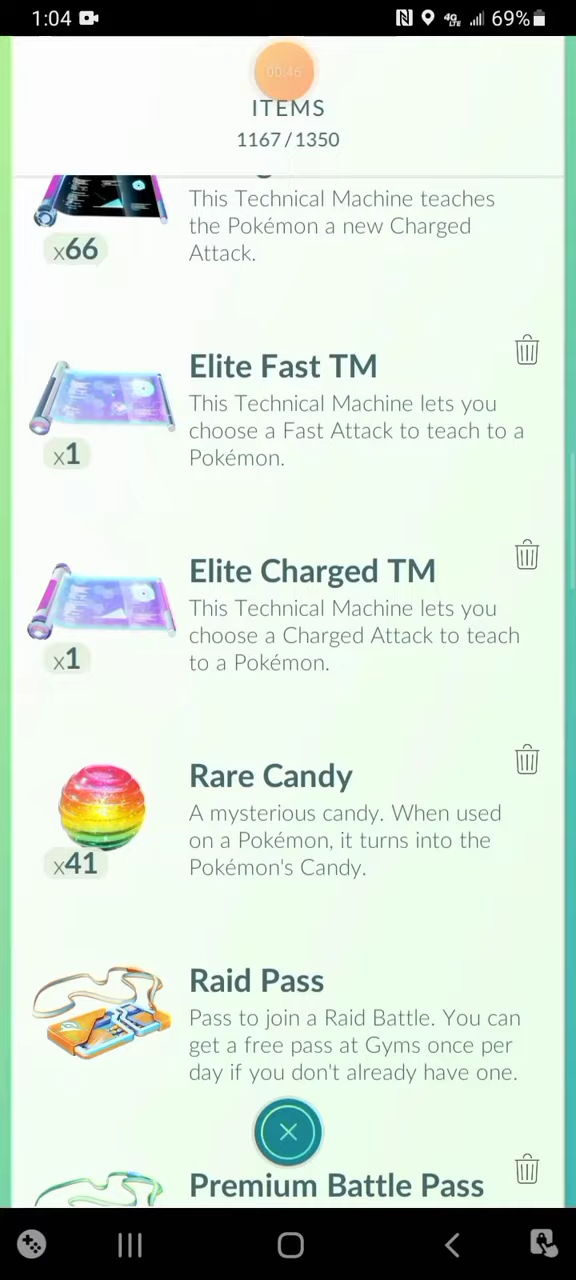 1:04
4G LTE
69%
00:46
ITEMS
1167/1350
This Technical Machine teaches
the Pokémon a new Charged
Attack.
x66
Elite Fast TM
This Technical Machine lets you
choose a Fast Attack to teach to a
Pokémon.
x1
Elite Charged TM
This Technical Machine lets you
choose a Charged Attack to teach
to a Pokémon.
x1
Rare Candy
A mysterious candy. When used
on a Pokémon, it turns into the
Pokémon's Candy.
x41
Raid Pass
Pass to join a Raid Battle. You can
get a free pass at Gyms once per
day if you don't already have one.
Premium Battle Pass